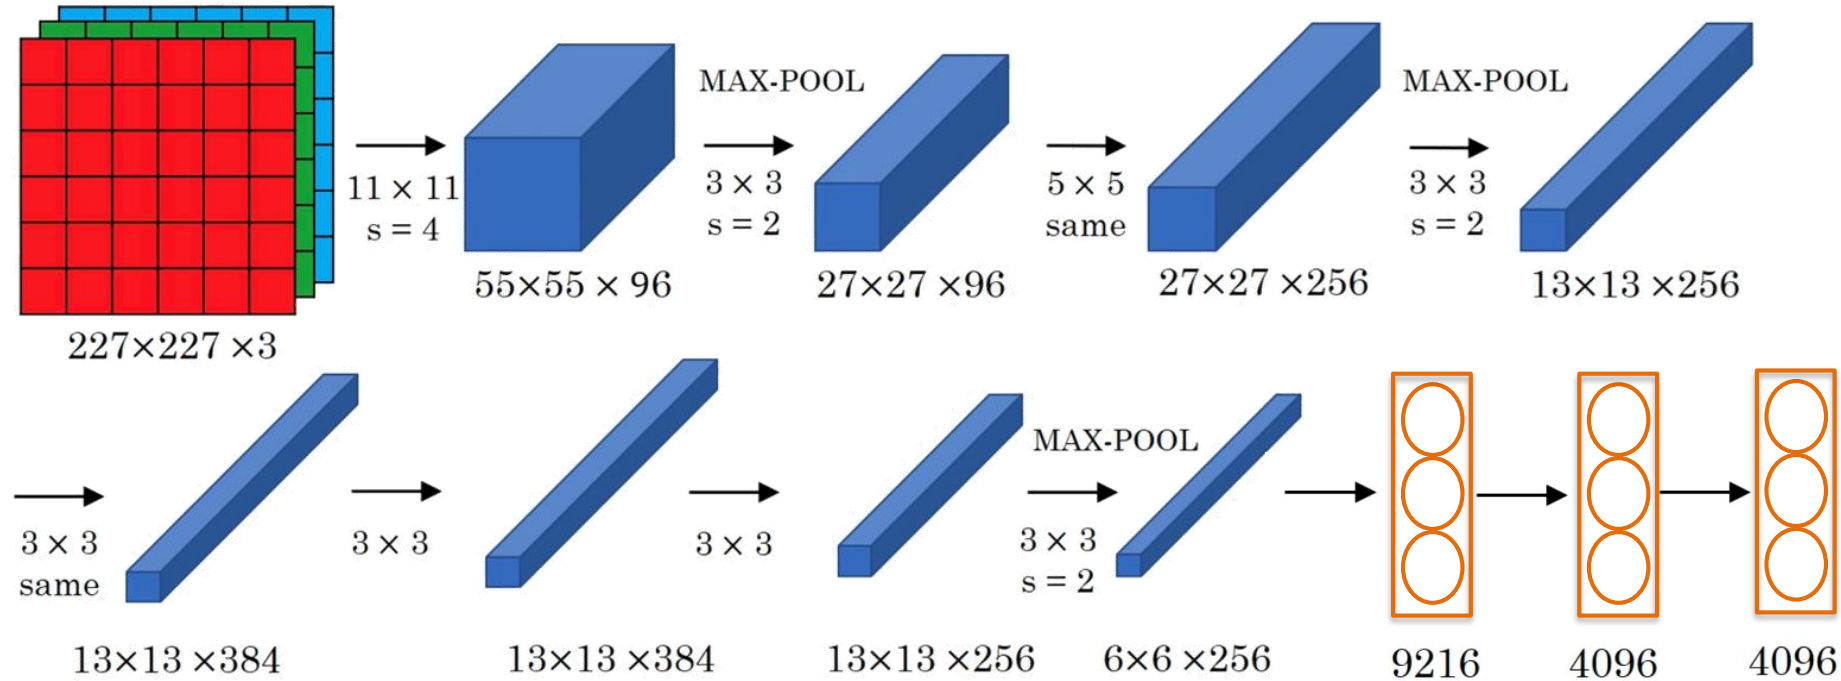 227×227 ×3
11 × 11
s = 4
55×55 × 96
MAX-POOL
3 × 3
s = 2
27×27 ×96
5 × 5
same
27×27 ×256
MAX-POOL
3 × 3
s = 2
13×13 ×256
3 × 3
same
13×13 ×384
3 × 3
13×13 ×384
3 × 3
13×13 ×256
MAX-POOL
3 × 3
s = 2
6×6 ×256
9216
4096
4096